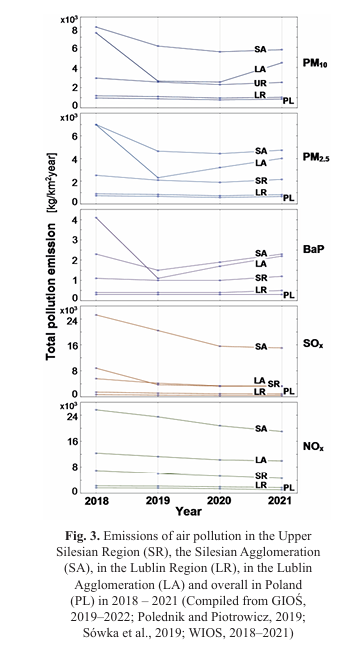 x10³
8
6
4
2
0
SA
LA
UR
LR
PL
PM₁₀
x10³
6
4
2
0
SA
LA
SR
LR
PL
PM₂.₅
4
3
2
1
0
SA
LA
SR
LR
PL
BaP
x10³
24
16
8
0
SA
LA
SR
LR
PL
SOₓ
x10³
24
16
8
0
SA
LA
SR
LR
PL
NOₓ
Total pollution emission [kg/km²year]
2018 2019 2020 2021
Year
Fig. 3. Emissions of air pollution in the Upper
Silesian Region (SR), the Silesian Agglomeration
(SA), in the Lublin Region (LR), in the Lublin
Agglomeration (LA) and overall in Poland
(PL) in 2018 – 2021 (Compiled from GIOŚ,
2019–2022; Polednik and Piotrowicz, 2019;
Sówka et al., 2019; WIOS, 2018–2021)